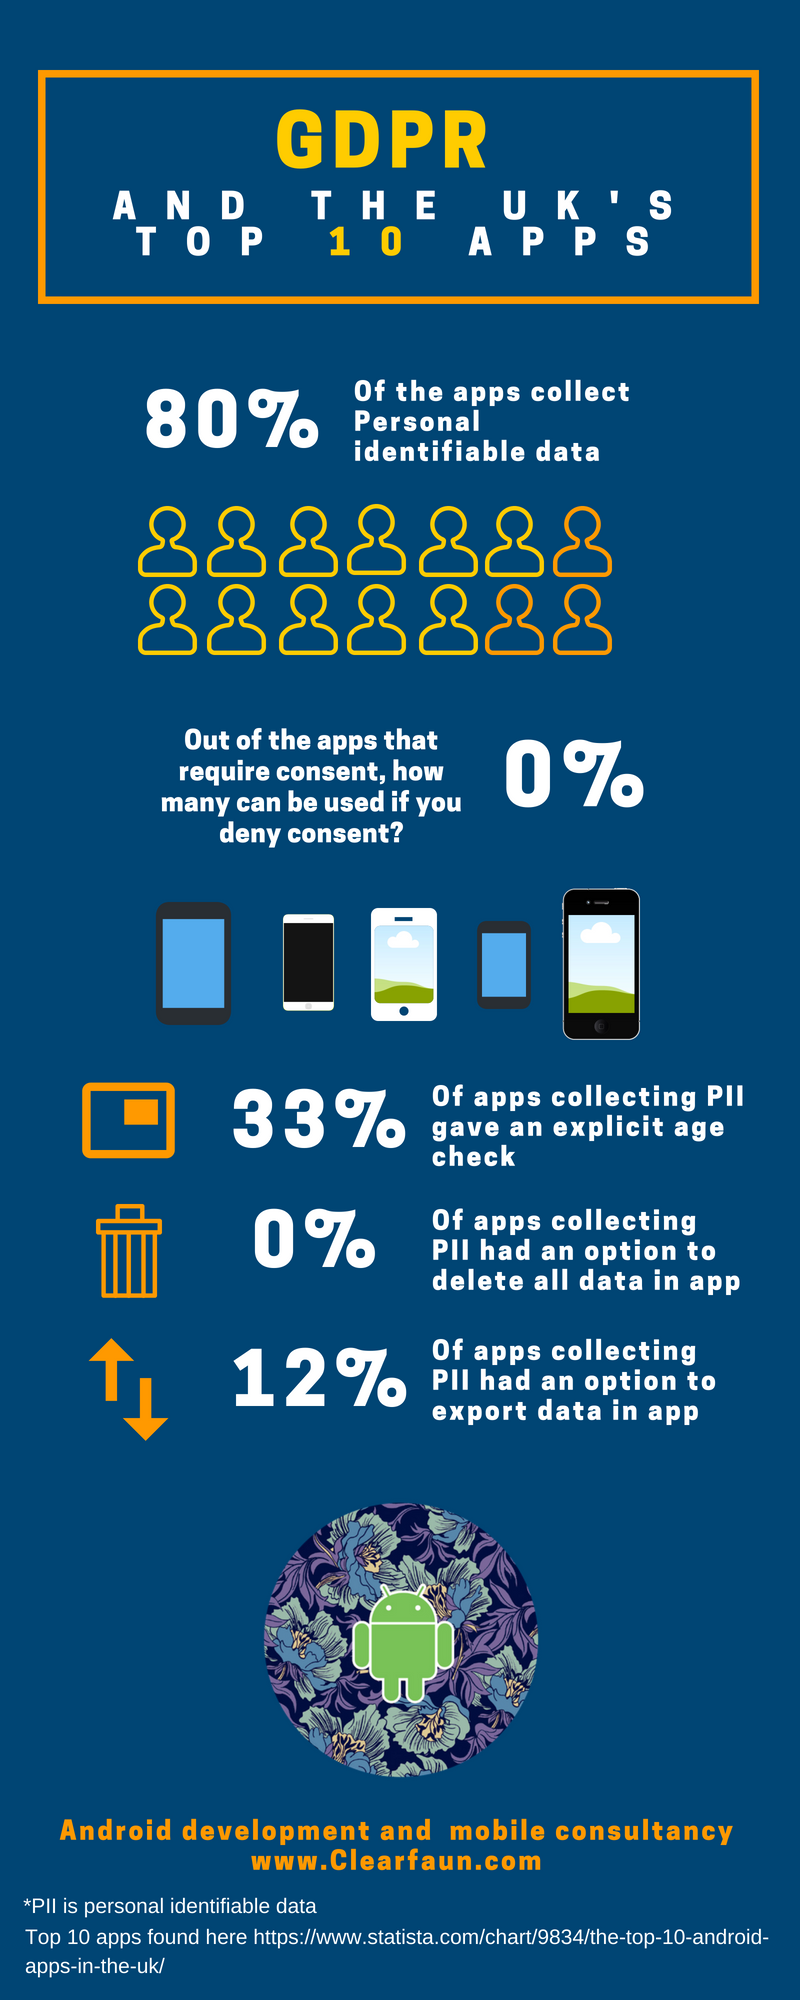 GDPR
AND THE UK'S
TOP 10 APPS
80%
Of the apps collect
Personal
identifiable data
Out of the apps that
require consent, how
many can be used if you
deny consent?
0%
33%
Of apps collecting PII
gave an explicit age
check
0%
Of apps collecting
PII had an option to
delete all data in app
12%
Of apps collecting
PII had an option to
export data in app
Android development and mobile consultancy
www.Clearfaun.com
*PII is personal identifiable data
Top 10 apps found here https://www.statista.com/chart/9834/the-top-10-android-
apps-in-the-uk/